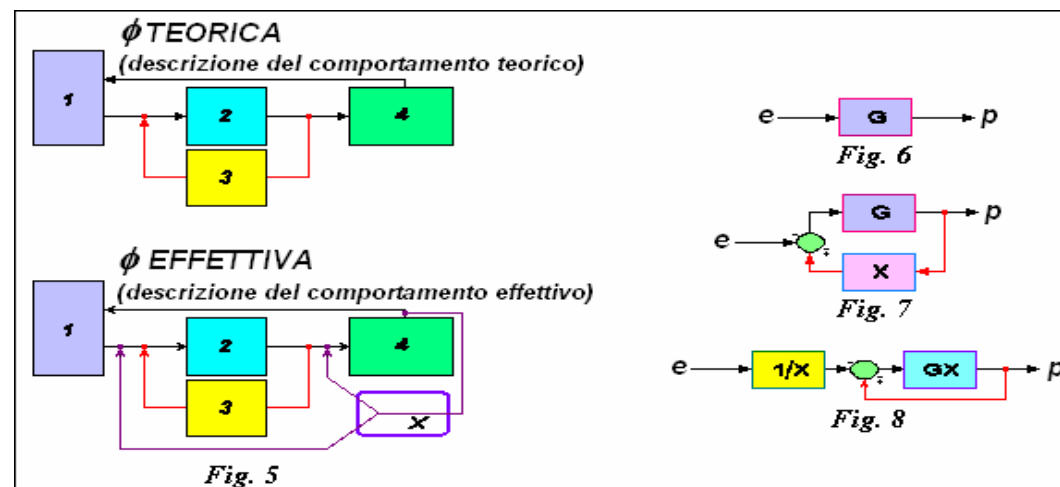 ϕ TEORICA
(descrizione del comportamento teorico)
1
2
3
4
ϕ EFFETTIVA
(descrizione del comportamento effettivo)
1
2
3
4
X
Fig. 5
e G p
Fig. 6
e G p
- +
X
Fig. 7
e 1/X - + GX p
Fig. 8